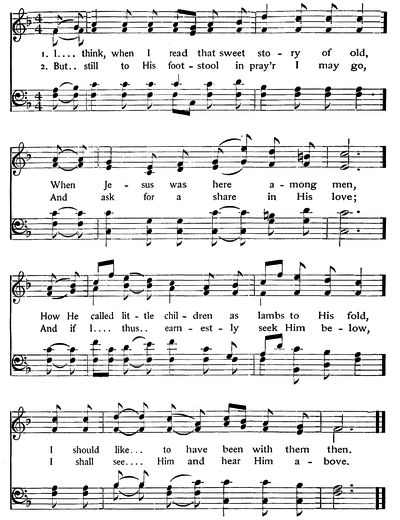 1. I.... think, when I read that sweet sto - ry of old,
2. But.. still to His foot - stool in pray'r I may go,
When Je - sus was here a - mong men,
And ask for a share in His love;
How He called lit - tle chil - dren as lambs to His fold,
And if I.... thus.. earn - est - ly seek Him be - low,
I should like... to have been with them then.
I shall see.... Him and hear Him a - bove.